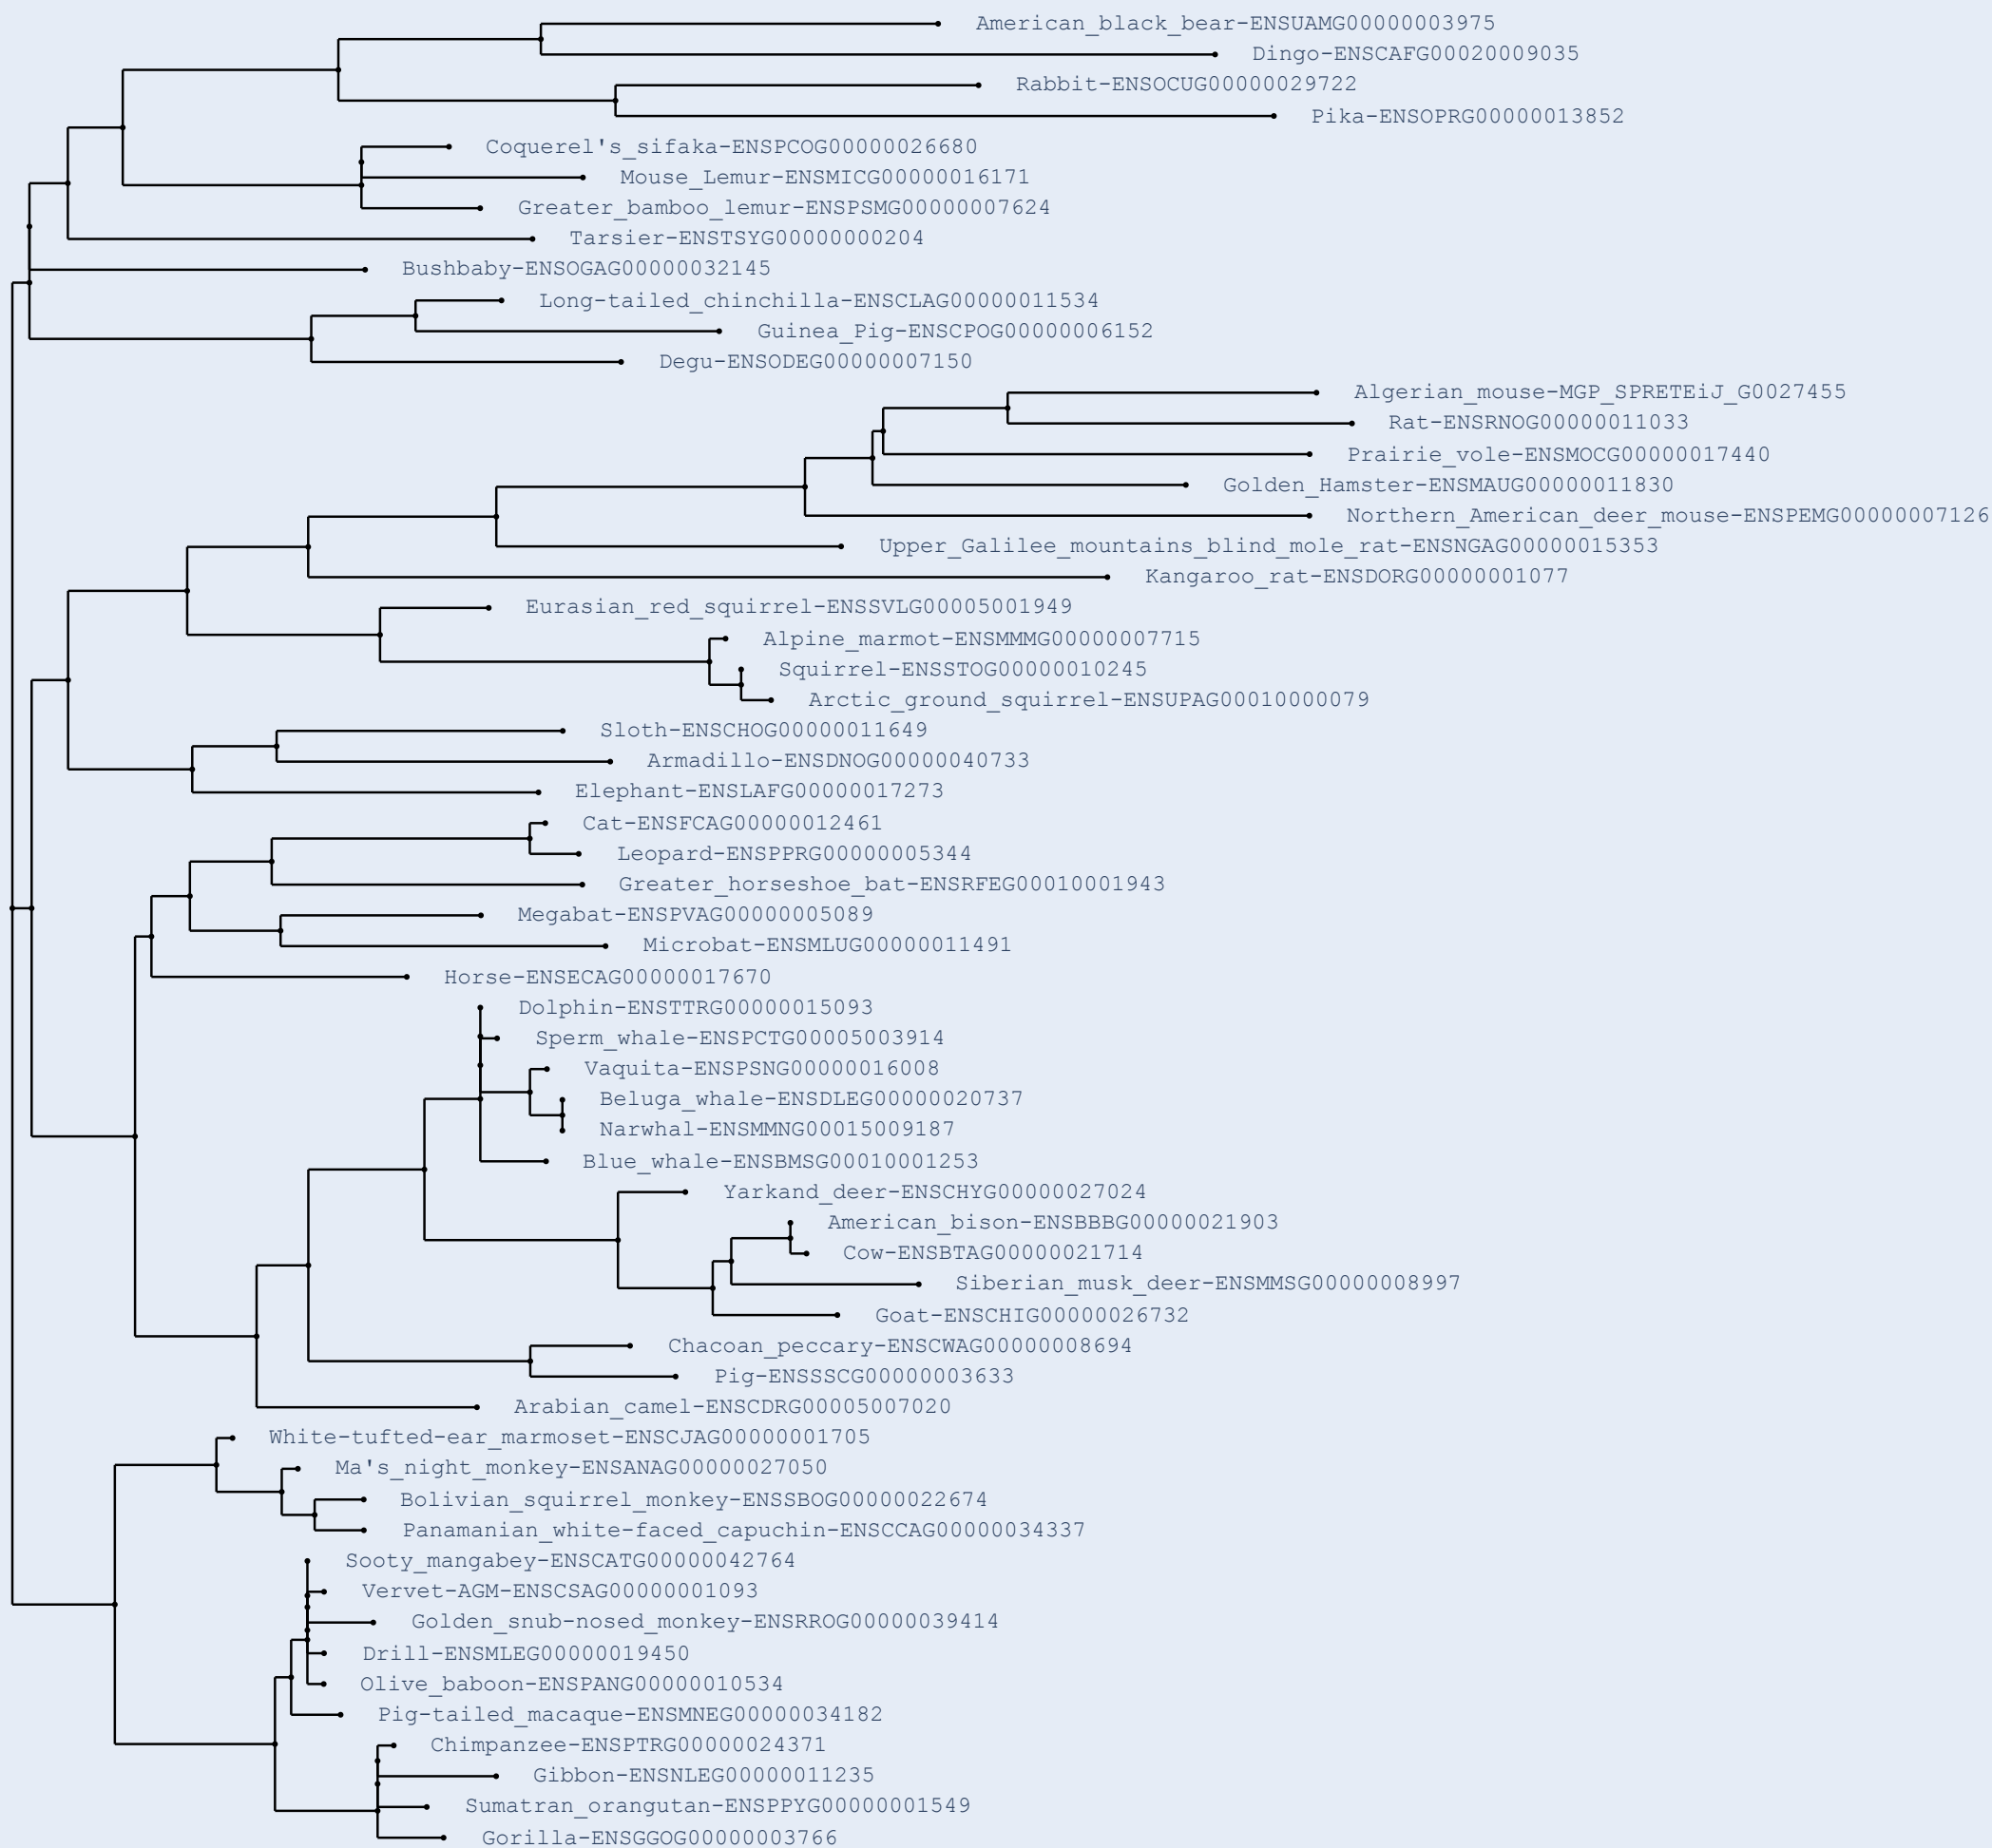 American_black_bear-ENSUAMG00000003975
Dingo-ENSCAFG00020009035
Rabbit-ENSOCUG00000029722
Pika-ENSOPRG00000013852
Coquerel's_sifaka-ENSPCOG00000026680
Mouse_Lemur-ENSMICG00000016171
Greater_bamboo_lemur-ENSPSMG00000007624
Tarsier-ENSTSYG00000000204
Bushbaby-ENSOGAG00000032145
Long-tailed_chinchilla-ENSCLAG00000011534
Guinea_Pig-ENSCPOG00000006152
Degu-ENSODEG00000007150
Algerian_mouse-MGP_SPRETEiJ_G0027455
Rat-ENSRNOG00000011033
Prairie_vole-ENSMOCG00000017440
Golden_Hamster-ENSMAUG00000011830
Northern_American_deer_mouse-ENSPEMG00000007126
Upper_Galilee_mountains_blind_mole_rat-ENSNGAG00000015353
Kangaroo_rat-ENSDORG00000001077
Eurasian_red_squirrel-ENSSVLG00005001949
Alpine_marmot-ENSMMMG00000007715
Squirrel-ENSSTOG00000010245
Arctic_ground_squirrel-ENSUPAG00010000079
Sloth-ENSCHOG00000011649
Armadillo-ENSDNOG00000040733
Elephant-ENSLAFG00000017273
Cat-ENSFCAG00000012461
Leopard-ENSPPRG00000005344
Greater_horseshoe_bat-ENSRFEG00010001943
Megabat-ENSPVAG00000005089
Microbat-ENSMLUG00000011491
Horse-ENSECAG00000017670
Dolphin-ENSTTRG00000015093
Sperm_whale-ENSPCTG00005003914
Vaquita-ENSPSNG00000016008
Beluga_whale-ENSDLEG00000020737
Narwhal-ENSMMNG00015009187
Blue_whale-ENSBMSG00010001253
Yarkand_deer-ENSCHYG00000027024
American_bison-ENSBBBG00000021903
Cow-ENSBTAG00000021714
Siberian_musk_deer-ENSMMSG00000008997
Goat-ENSCHIG00000026732
Chacoan_peccary-ENSCWAG00000008694
Pig-ENSSSCG00000003633
Arabian_camel-ENSCDRG00005007020
White-tufted-ear_marmoset-ENSCJAG00000001705
Ma's_night_monkey-ENSANAG00000027050
Bolivian_squirrel_monkey-ENSSBOG00000022674
Panamanian_white-faced_capuchin-ENSCCAG00000034337
Sooty_mangabey-ENSCATG00000042764
Vervet-AGM-ENSCSAG00000001093
Golden_snub-nosed_monkey-ENSRROG00000039414
Drill-ENSMLEG00000019450
Olive_baboon-ENSPANG00000010534
Pig-tailed_macaque-ENSMNEG00000034182
Chimpanzee-ENSPTRG00000024371
Gibbon-ENSNLEG00000011235
Sumatran_orangutan-ENSPPYG00000001549
Gorilla-ENSGGOG00000003766